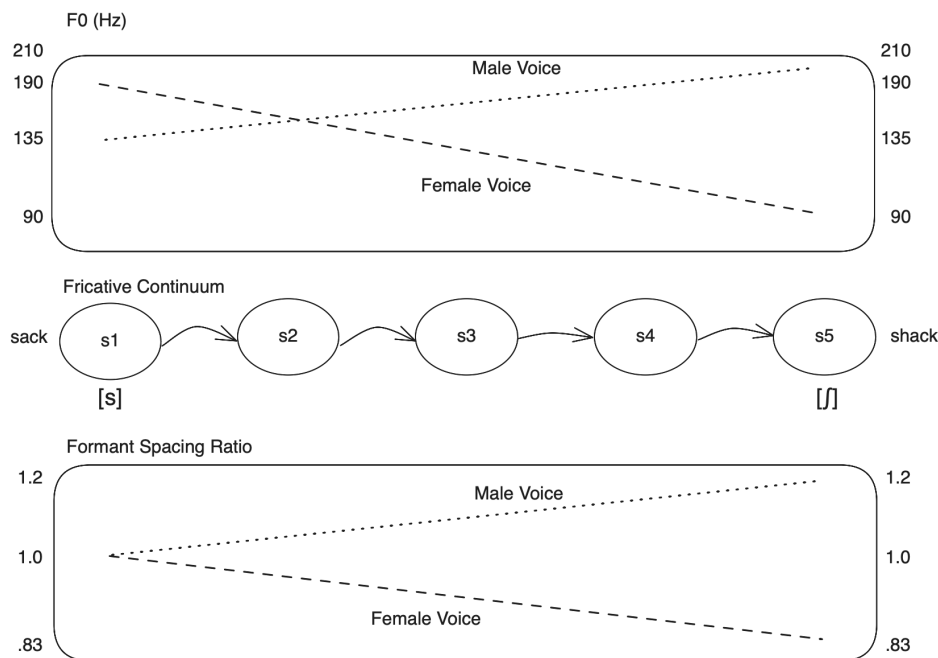 F0 (Hz)
210 210
Male Voice
190 190
135 135
Female Voice
90 90
Fricative Continuum
sack s1 s2 s3 s4 s5 shack
[s] [ʃ]
Formant Spacing Ratio
1.2 1.2
Male Voice
1.0 1.0
Female Voice
.83 .83